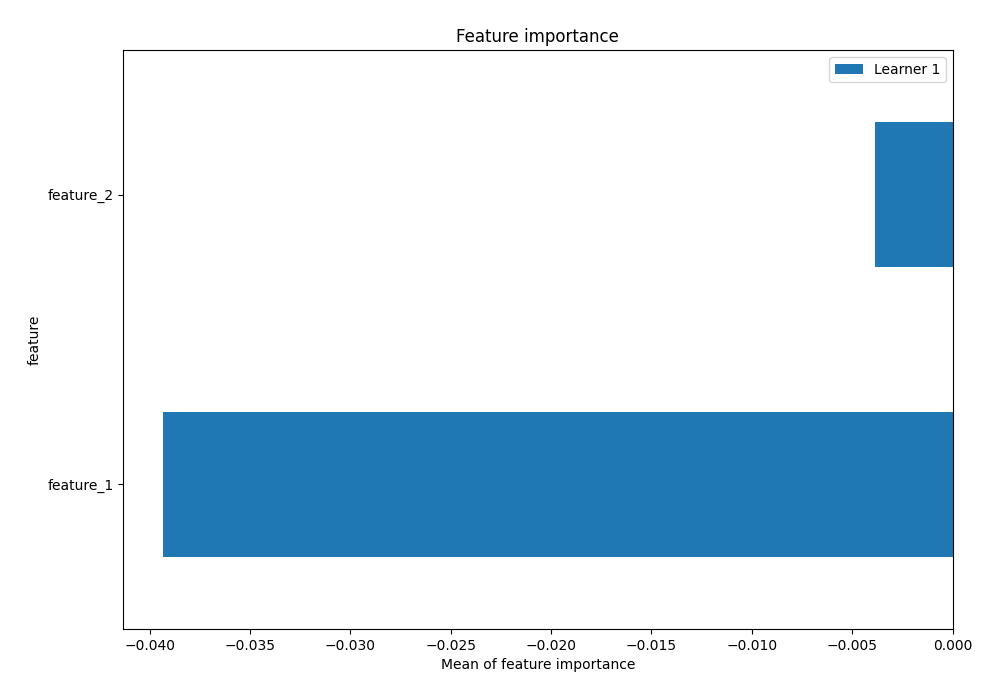 Feature importance
Learner 1
feature_2
feature
feature_1
−0.040 −0.035 −0.030 −0.025 −0.020 −0.015 −0.010 −0.005 0.000
Mean of feature importance